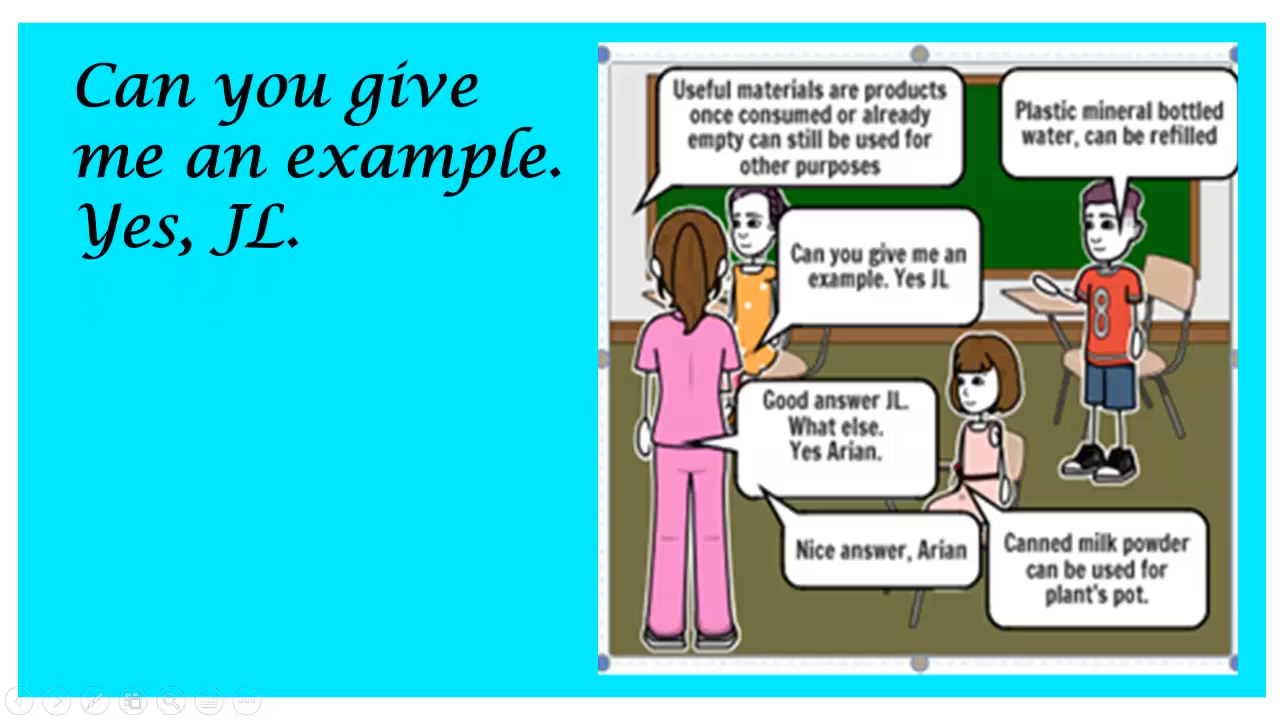 Can you give
me an example.
Yes, JL.
Useful materials are products
once consumed or already
empty can still be used for
other purposes
Plastic mineral bottled
water, can be refilled
Can you give me an
example. Yes JL
8
Good answer JL.
What else.
Yes Arian.
Nice answer, Arian
Canned milk powder
can be used for
plant's pot.